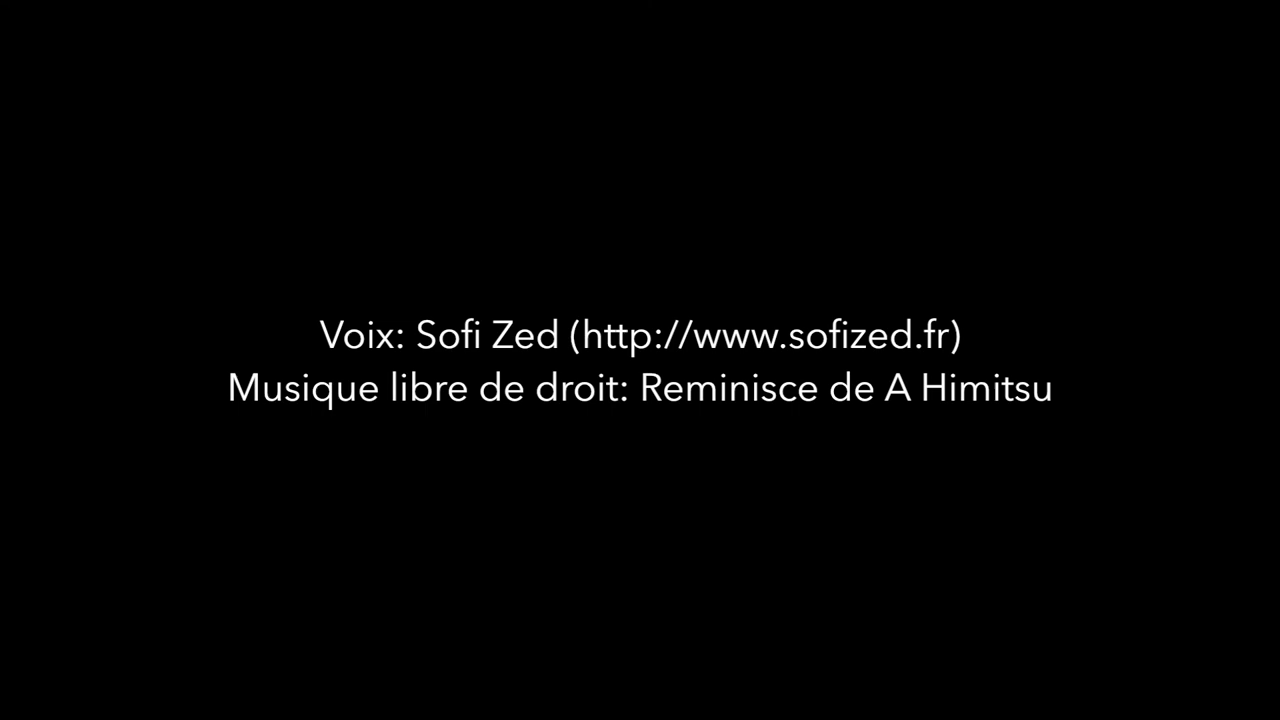 Voix: Sofi Zed (http://www.sofized.fr)
Musique libre de droit: Reminisce de A Himitsu